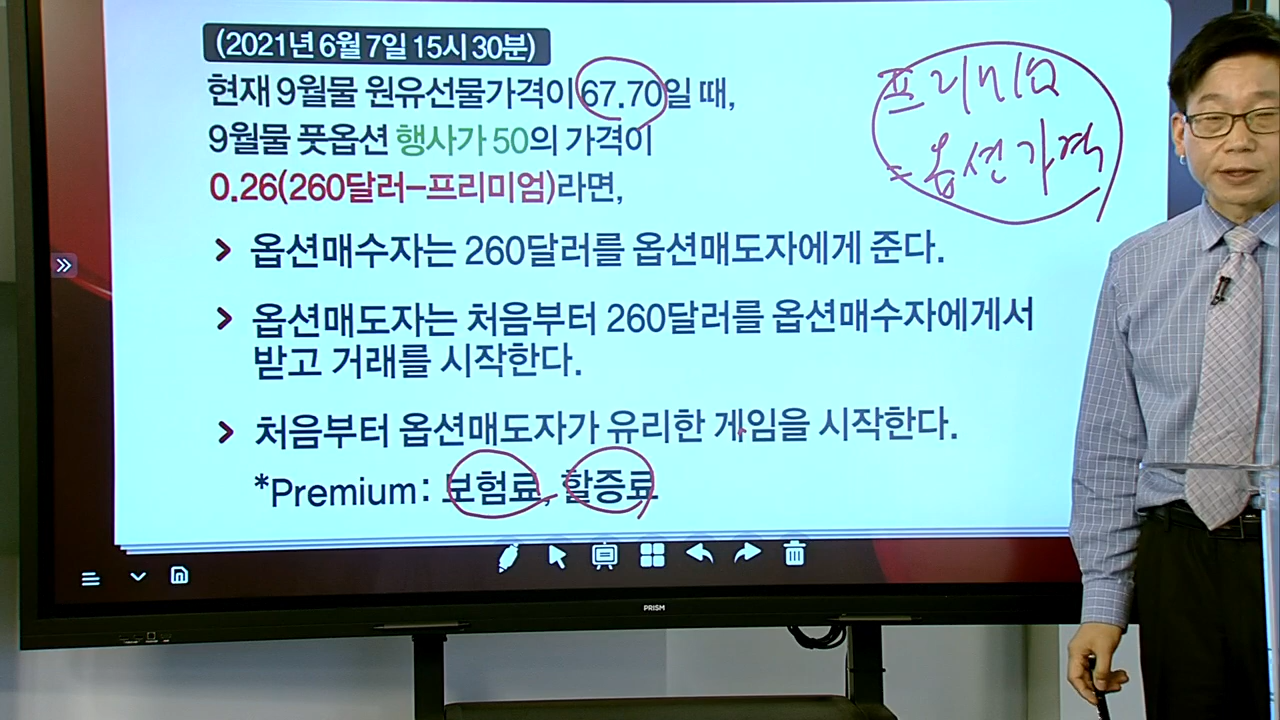 (2021년 6월 7일 15시 30분)
현재 9월물 원유선물가격이 67.70일 때,
9월물 풋옵션 행사가 50의 가격이
0.26(260달러-프리미엄)라면,
프리미엄
= 옵션가격
옵션매수자는 260달러를 옵션매도자에게 준다.
옵션매도자는 처음부터 260달러를 옵션매수자에게서
받고 거래를 시작한다.
처음부터 옵션매도자가 유리한 게임을 시작한다.
*Premium: 보험료, 할증료
PRISM